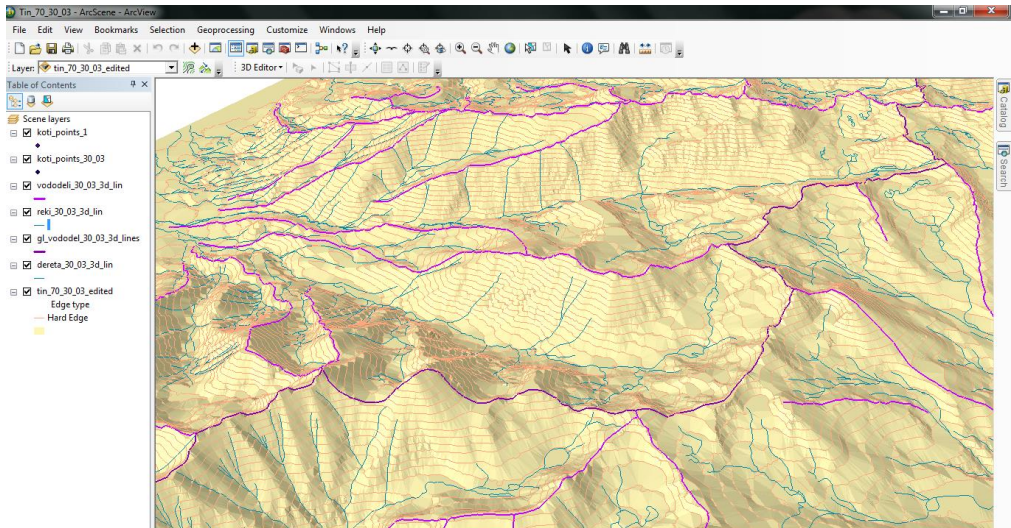 Tin_70_30_03 - ArcScene - ArcView
File Edit View Bookmarks Selection Geoprocessing Customize Windows Help
Layer: tin_70_30_03_edited 3D Editor
Table of Contents
Scene layers
koti_points_1
koti_points_30_03
vododeli_30_03_3d_lin
reki_30_03_3d_lin
gl_vododel_30_03_3d_lines
dereta_30_03_3d_lin
tin_70_30_03_edited
Edge type
Hard Edge
Catalog
Search